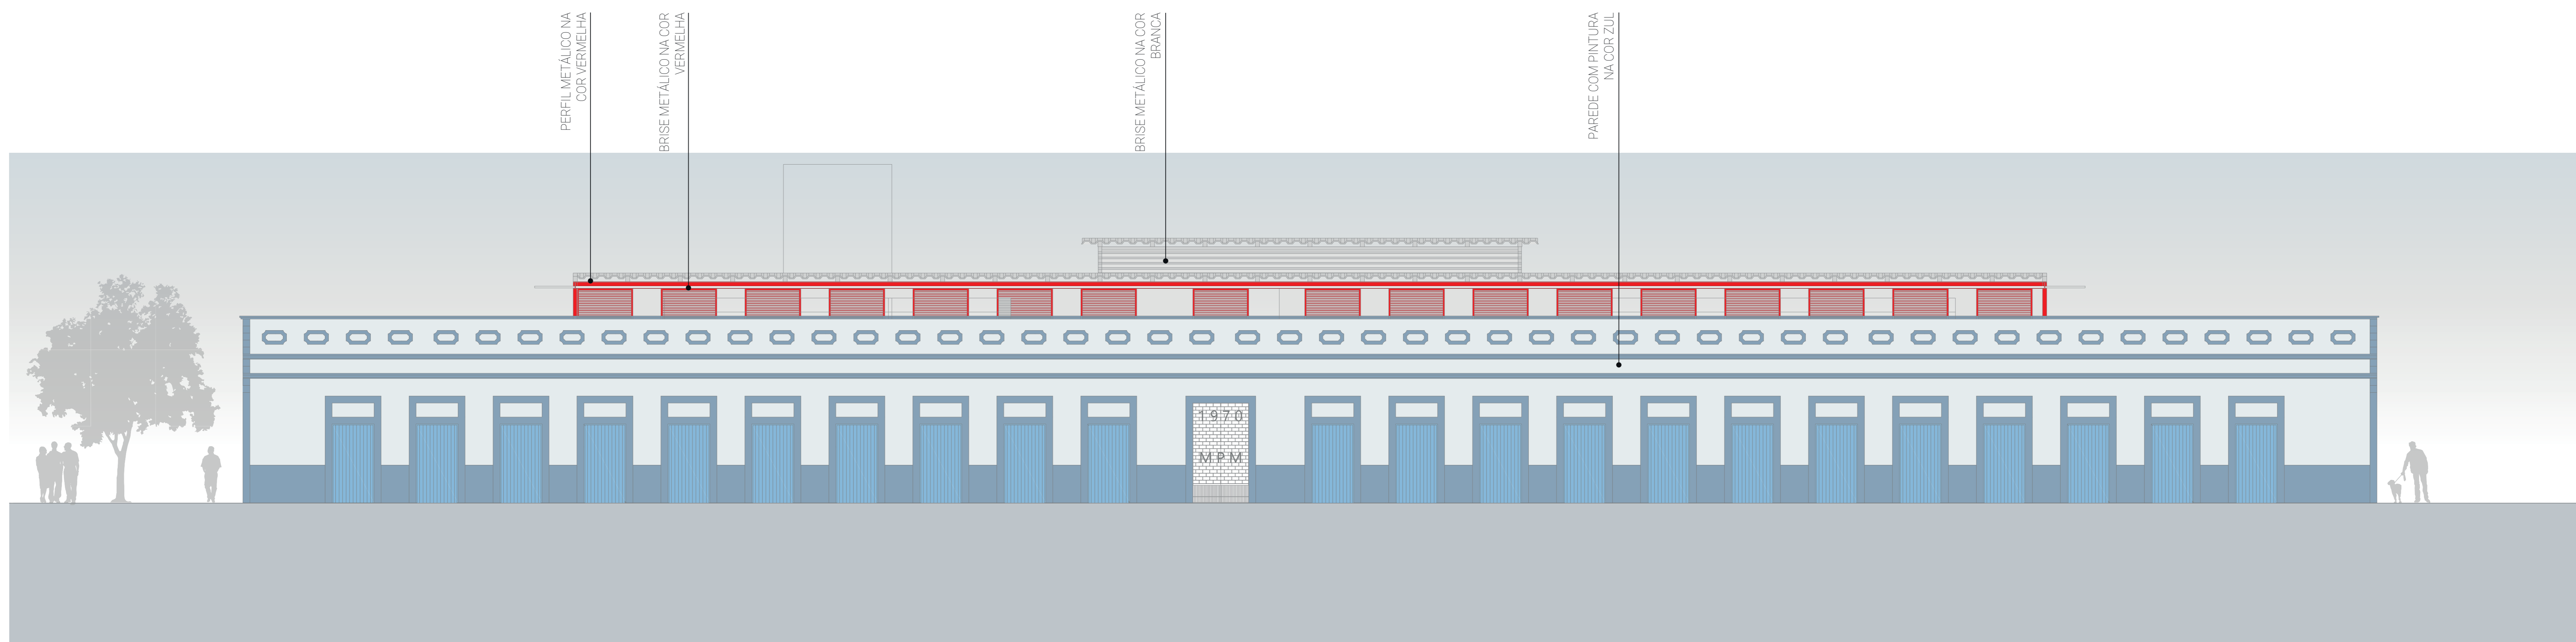 PERFIL METÁLICO NA
COR VERMELHA
BRISE METÁLICO NA COR
VERMELHA
BRISE METÁLICO NA COR
BRANCA
PAREDE COM PINTURA
NA COR ZUL
1970
MPM